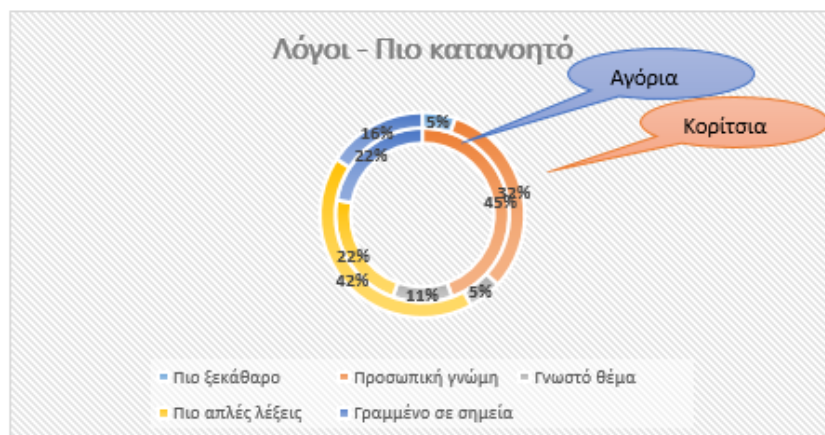 Λόγοι - Πιο κατανοητό
Αγόρια
Κορίτσια
5%
16%
22%
32%
45%
22%
42%
11%
5%
Πιο ξεκάθαρο Προσωπική γνώμη Γνωστό θέμα
Πιο απλές λέξεις Γραμμένο σε σημεία